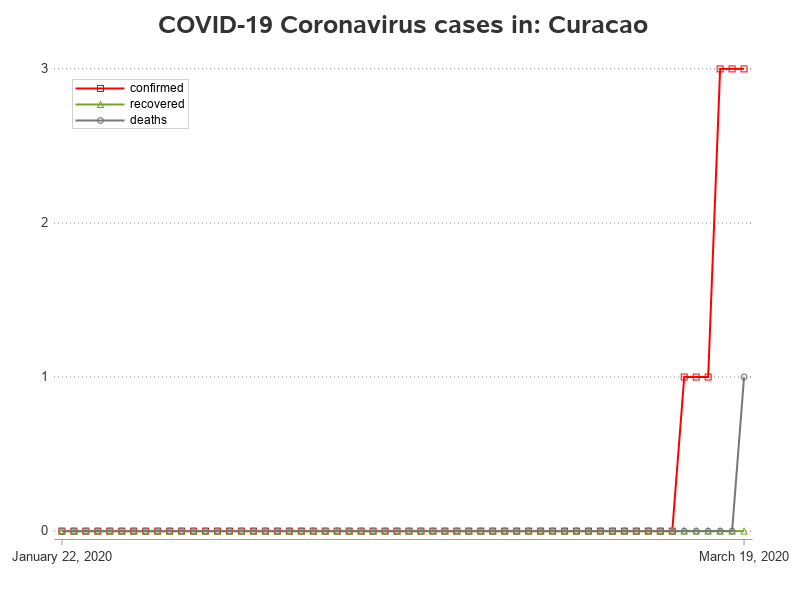 COVID-19 Coronavirus cases in: Curacao
3
confirmed
recovered
deaths
2
1
0
January 22, 2020
March 19, 2020